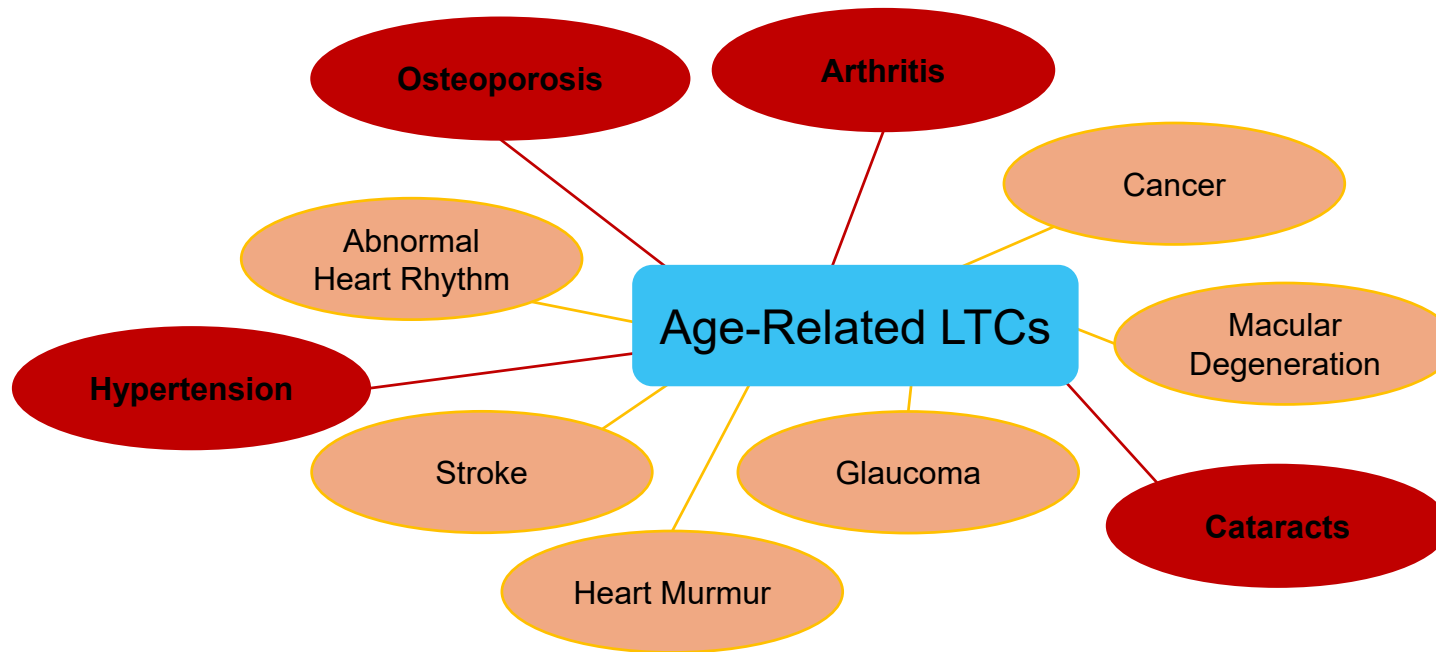 Osteoporosis
Arthritis
Cancer
Abnormal
Heart Rhythm
Age-Related LTCs
Macular
Degeneration
Hypertension
Stroke
Glaucoma
Cataracts
Heart Murmur